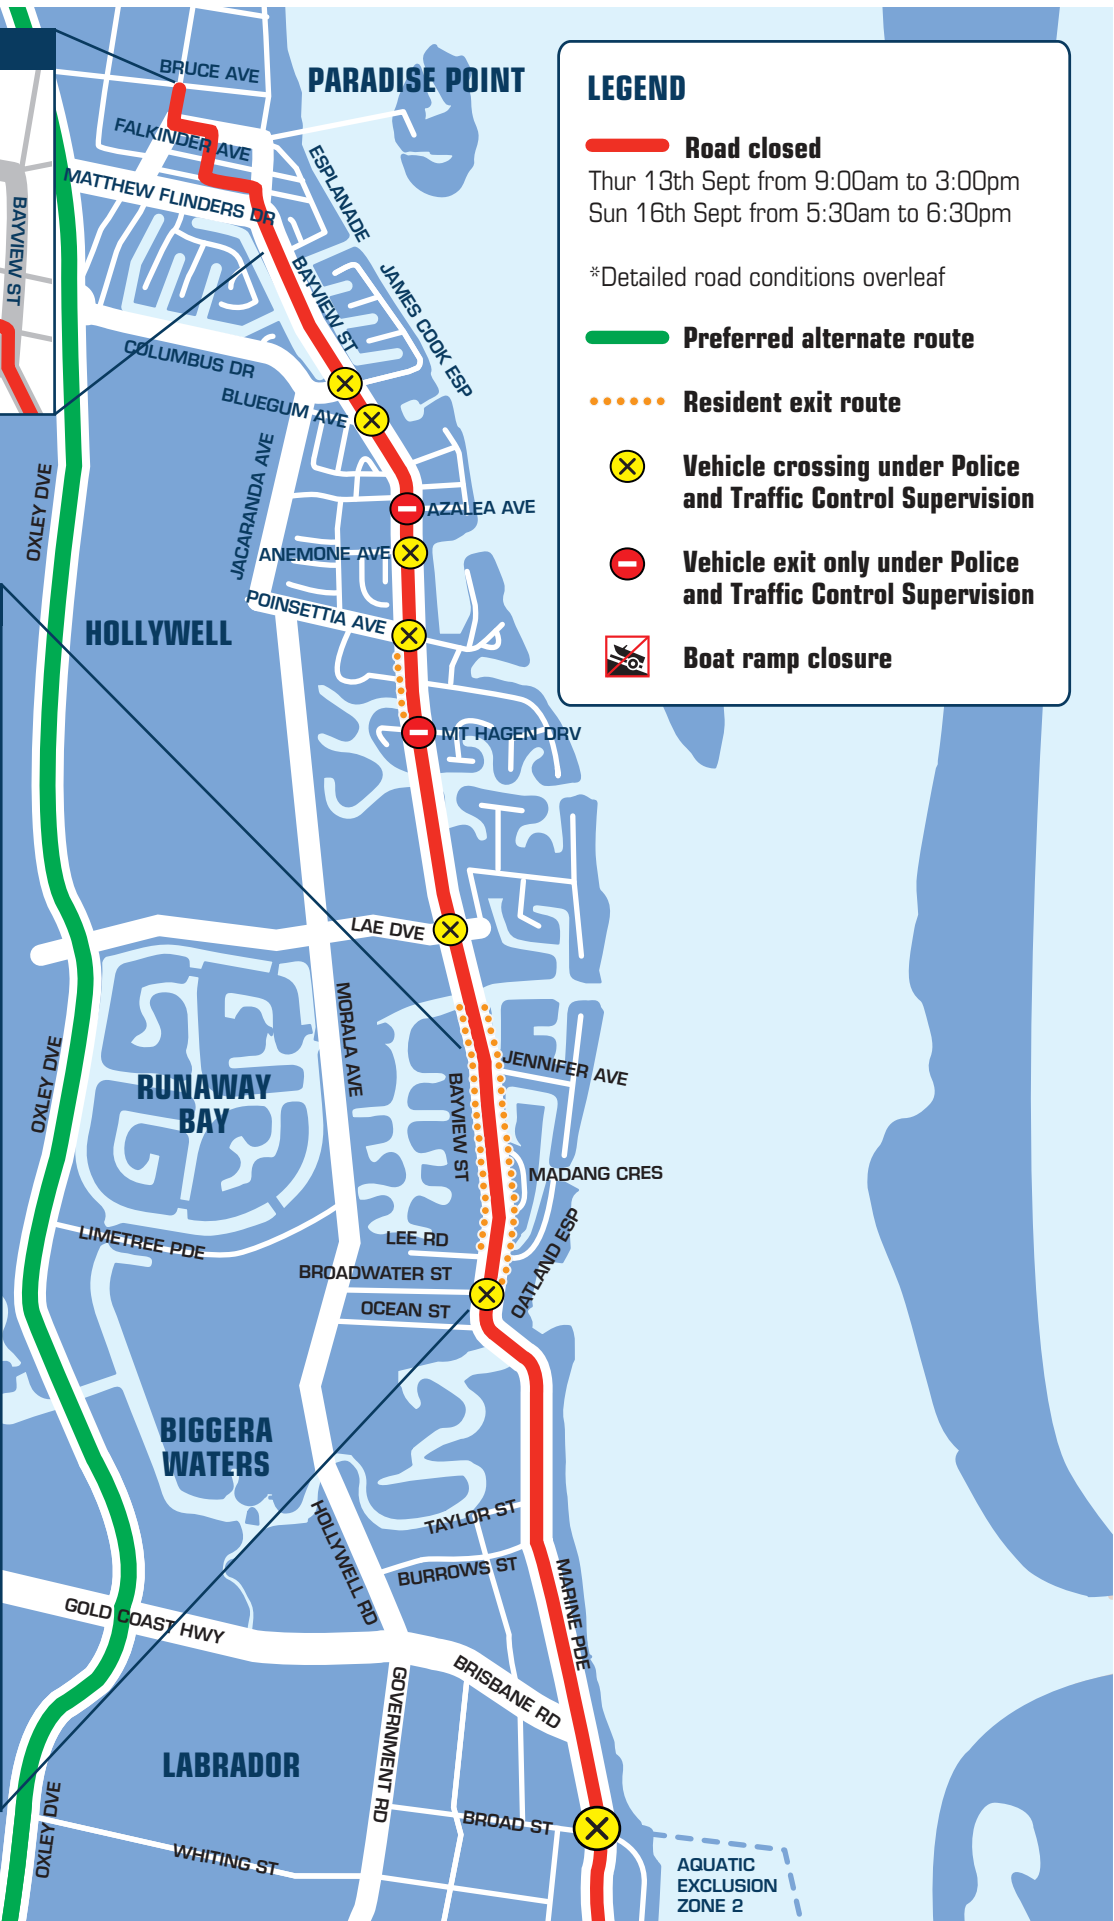 BRUCE AVE
PARADISE POINT
FALKINDER AVE
MATTHEW FLINDERS DR
ESPLANADE
BAYVIEW ST
BAYVIEW ST
JAMES COOK ESP
COLUMBUS DR
BLUEGUM AVE
JACARANDA AVE
OXLEY DVE
AZALEA AVE
ANEMONE AVE
POINSETTIA AVE
HOLLYWELL
MT HAGEN DRV
LAE DVE
MORALA AVE
OXLEY DVE
RUNAWAY
BAY
BAYVIEW ST
JENNIFER AVE
MADANG CRES
LIMETREE PDE
LEE RD
OATLAND ESP
BROADWATER ST
OCEAN ST
BIGGERA
WATERS
HOLLYWELL RD
TAYLOR ST
BURROWS ST
MARINE PDE
GOLD COAST HWY
BRISBANE RD
GOVERNMENT RD
LABRADOR
OXLEY DVE
BROAD ST
WHITING ST
AQUATIC
EXCLUSION
ZONE 2
LEGEND
Road closed
Thur 13th Sept from 9:00am to 3:00pm
Sun 16th Sept from 5:30am to 6:30pm
*Detailed road conditions overleaf
Preferred alternate route
Resident exit route
Vehicle crossing under Police
and Traffic Control Supervision
Vehicle exit only under Police
and Traffic Control Supervision
Boat ramp closure